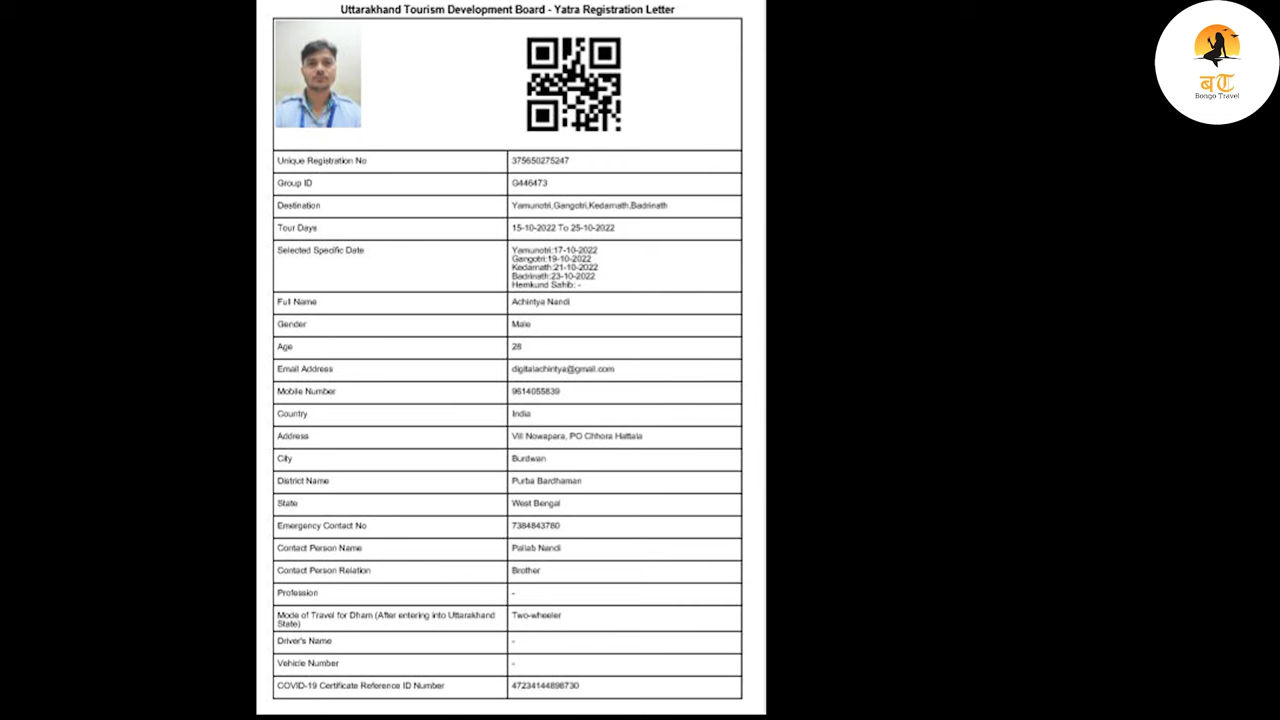 Uttarakhand Tourism Development Board - Yatra Registration Letter
बC
Bongo Travel
Unique Registration No 375650275247
Group ID G446473
Destination Yamunotri,Gangotri,Kedarnath,Badrinath
Tour Days 15-10-2022 To 25-10-2022
Selected Specific Date Yamunotri:17-10-2022
Gangotri:19-10-2022
Kedarnath:21-10-2022
Badrinath:23-10-2022
Hemkund Sahib: -
Full Name Achintya Nandi
Gender Male
Age 28
Email Address digitalachintya@gmail.com
Mobile Number 9614055839
Country India
Address Vill Nowapara, PO Chhora Hattala
City Burdwan
District Name Purba Bardhaman
State West Bengal
Emergency Contact No 7384843780
Contact Person Name Pallab Nandi
Contact Person Relation Brother
Profession -
Mode of Travel for Dham (After entering into Uttarakhand Two-wheeler
State)
Driver's Name -
Vehicle Number -
COVID-19 Certificate Reference ID Number 47234144898730